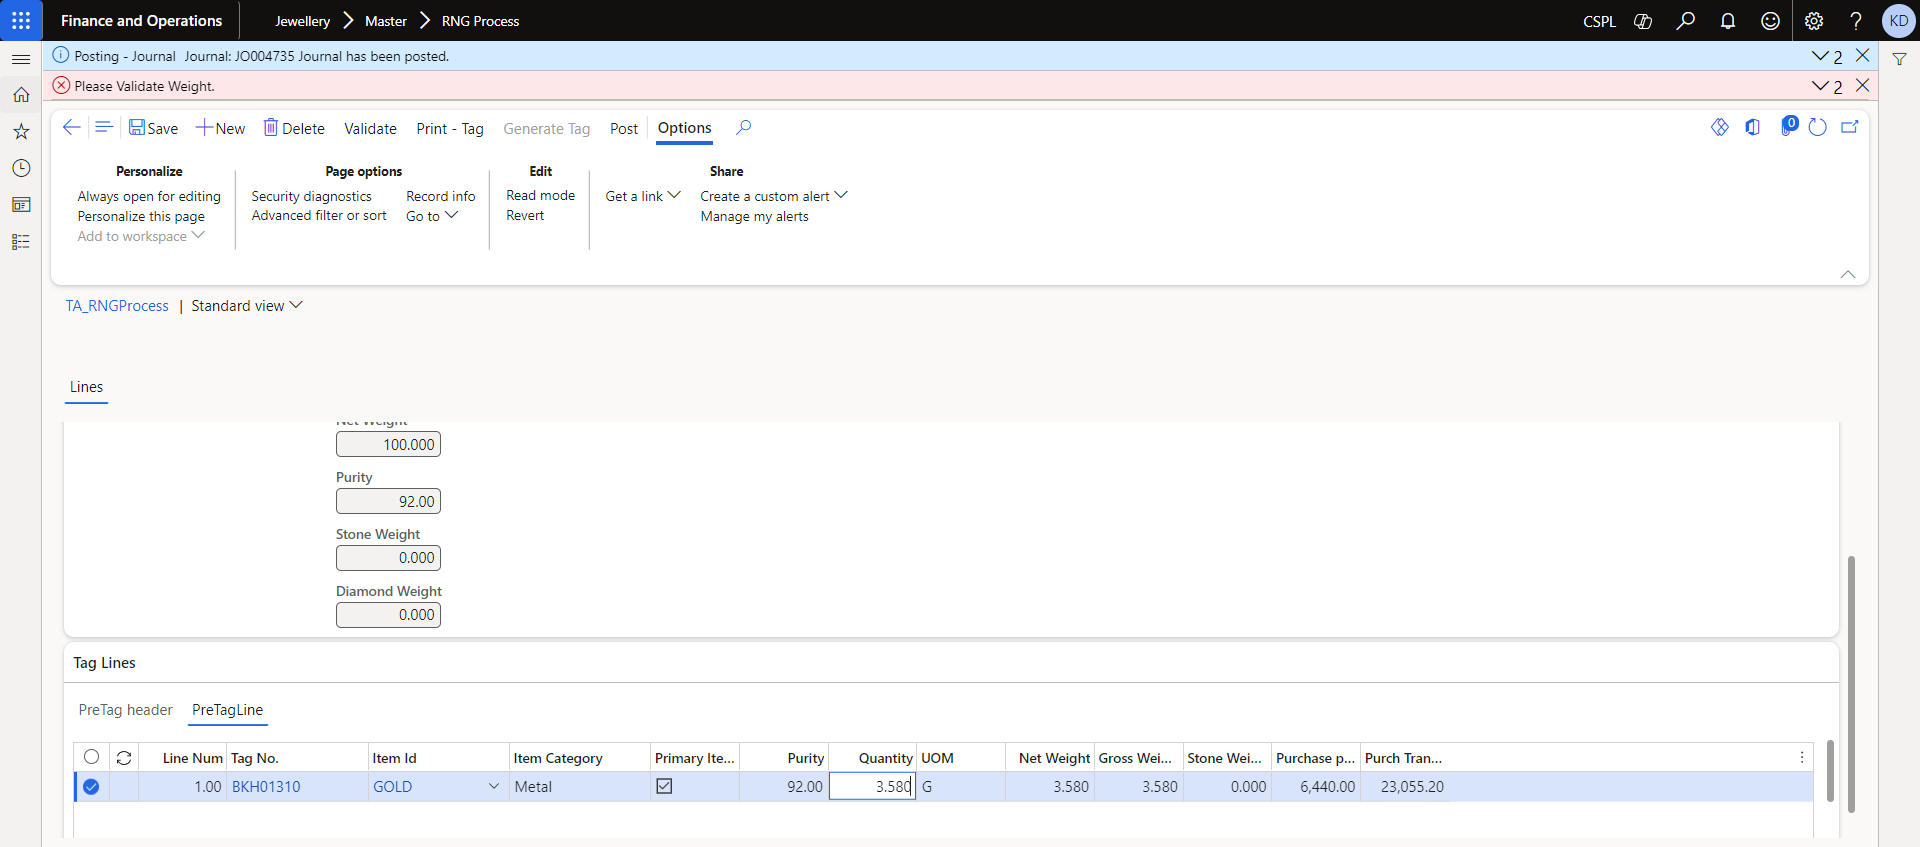 Finance and Operations
Jewellery
Master
RNG Process
CSPL
KD
Posting - Journal Journal: JO004735 Journal has been posted.
2
Please Validate Weight.
2
Save
New
Delete
Validate
Print - Tag
Generate Tag
Post
Options
0
Personalize
Always open for editing
Personalize this page
Add to workspace
Page options
Security diagnostics
Advanced filter or sort
Record info
Go to
Edit
Read mode
Revert
Get a link
Share
Create a custom alert
Manage my alerts
TA_RNGProcess | Standard view
Lines
Net Weight
100.000
Purity
92.00
Stone Weight
0.000
Diamond Weight
0.000
Tag Lines
PreTag header
PreTagLine
Line Num Tag No. Item Id Item Category Primary Ite... Purity Quantity UOM Net Weight Gross Wei... Stone Wei... Purchase p... Purch Tran...
1.00 BKH01310 GOLD Metal 92.00 3.580 G 3.580 3.580 0.000 6,440.00 23,055.20